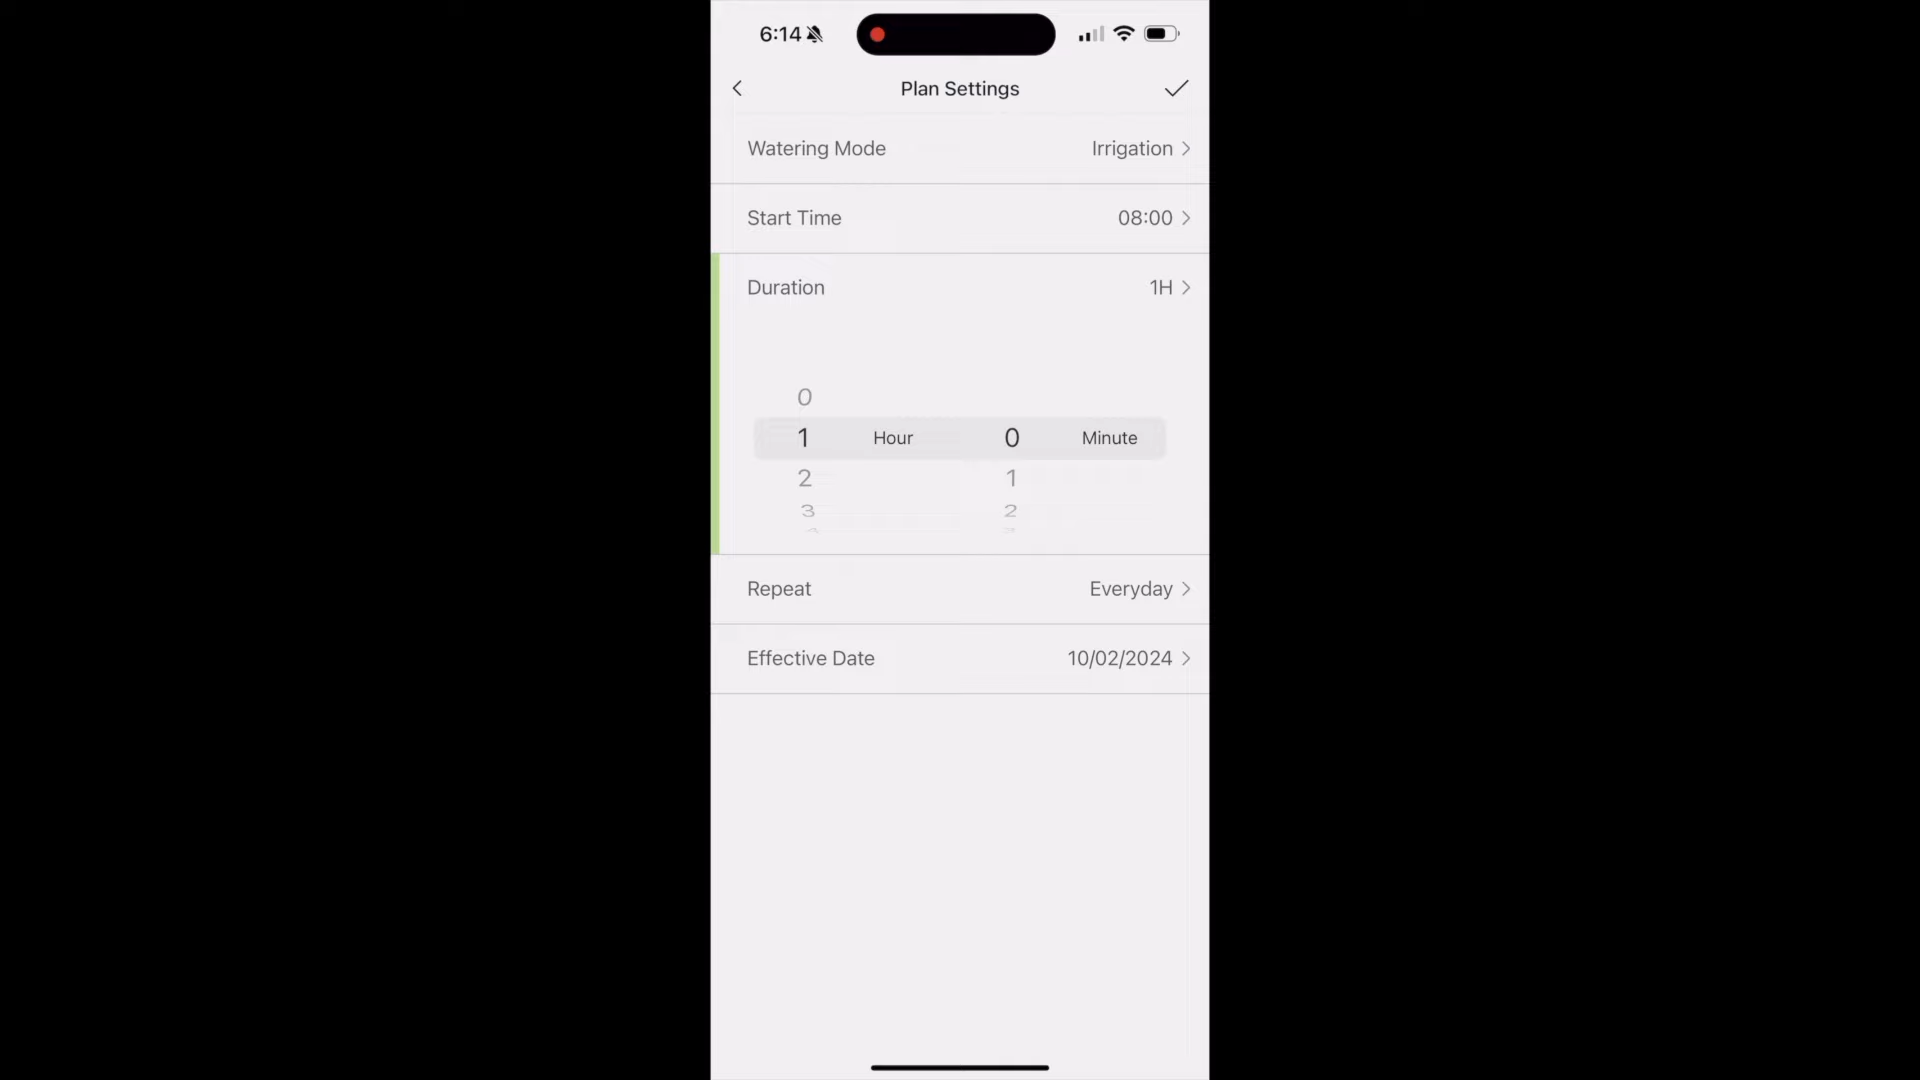 6:14
Plan Settings
Watering Mode Irrigation
Start Time 08:00
Duration 1H
0
1 Hour 0 Minute
2 1
3 2
Repeat Everyday
Effective Date 10/02/2024